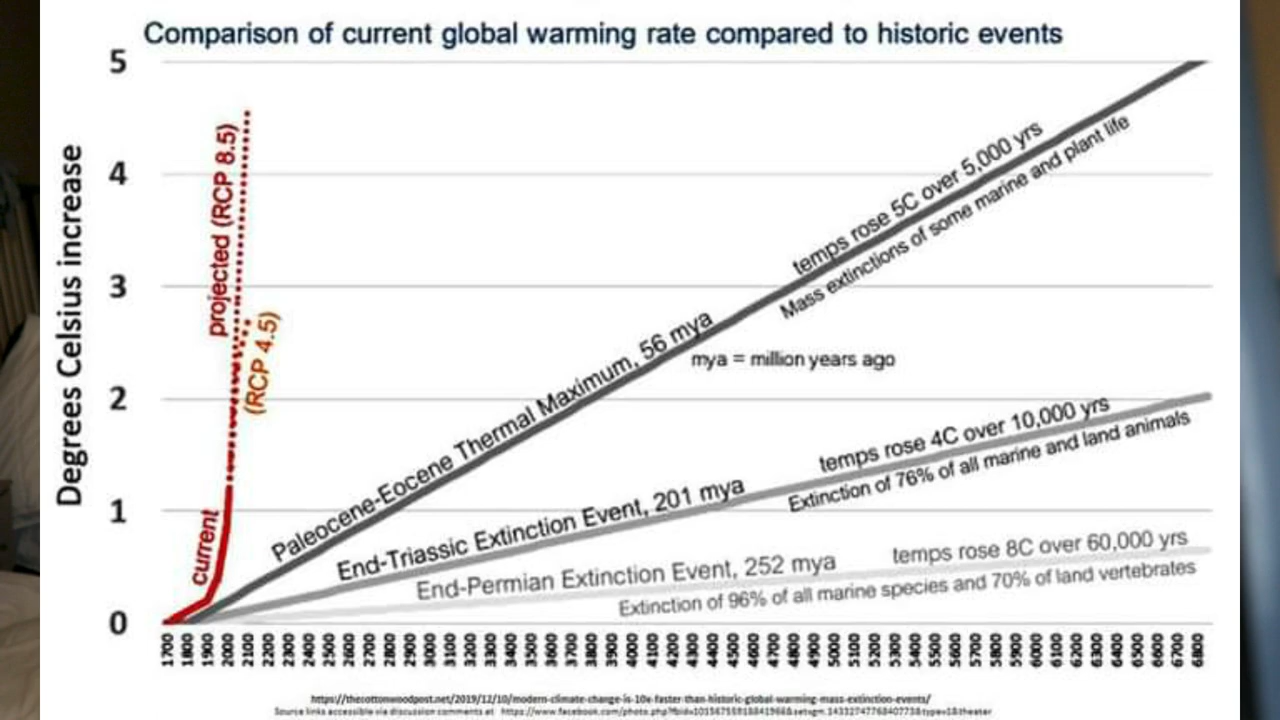 Comparison of current global warming rate compared to historic events
Degrees Celsius increase
5
4
3
2
1
0
projected (RCP 8.5)
(RCP 4.5)
current
temps rose 5C over 5,000 yrs
Mass extinctions of some marine and plant life
Paleocene-Eocene Thermal Maximum, 56 mya
mya = million years ago
temps rose 4C over 10,000 yrs
Extinction of 76% of all marine and land animals
End-Triassic Extinction Event, 201 mya
temps rose 8C over 60,000 yrs
End-Permian Extinction Event, 252 mya
Extinction of 96% of all marine species and 70% of land vertebrates
1700 1800 1900 2000 2100 2200 2300 2400 2500 2600 2700 2800 2900 3000 3100 3200 3300 3400 3500 3600 3700 3800 3900 4000 4100 4200 4300 4400 4500 4600 4700 4800 4900 5000 5100 5200 5300 5400 5500 5600 5700 5800 5900 6000 6100 6200 6300 6400 6500 6600 6700 6800
https://thecottonwoodpost.net/2019/12/10/modern-climate-change-is-10x-faster-than-historic-global-warming-mass-extinction-events/
Source links accessible via discussion comments at